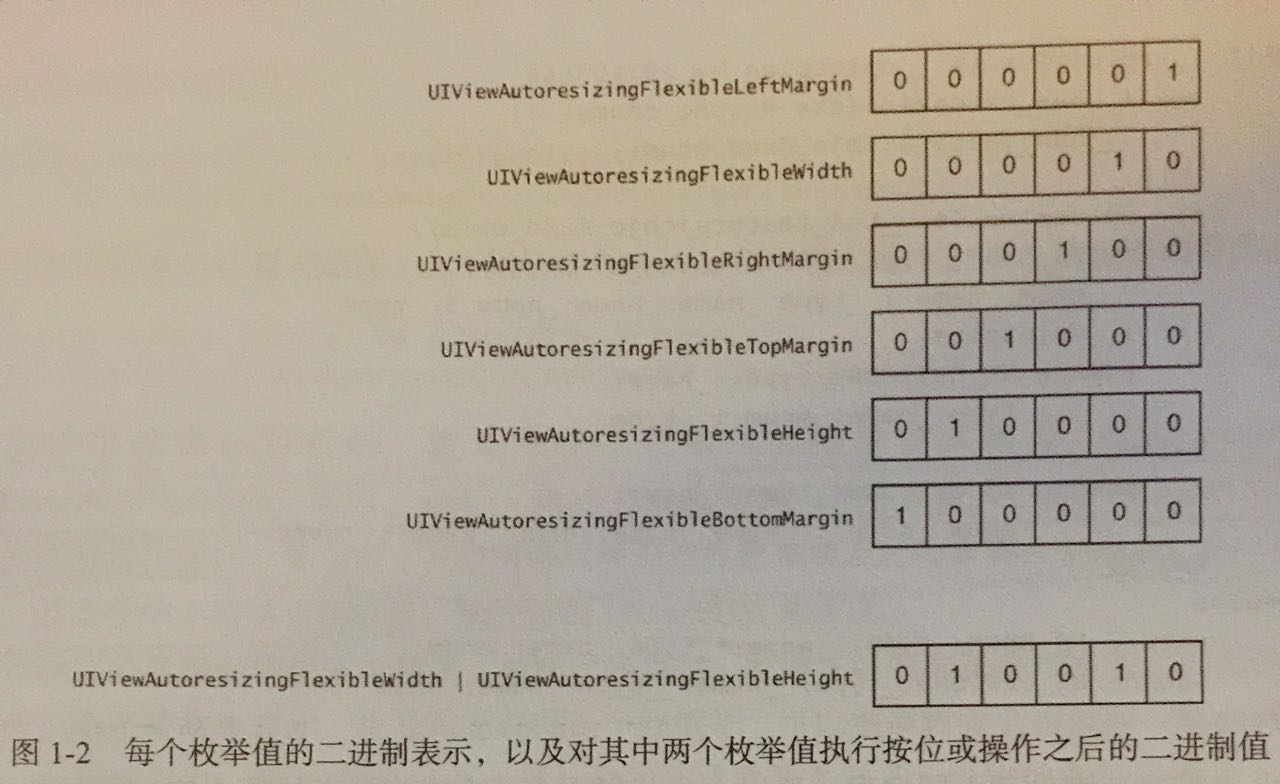 UIViewAutoresizingFlexibleLeftMargin 0 0 0 0 0 1
UIViewAutoresizingFlexibleWidth 0 0 0 0 1 0
UIViewAutoresizingFlexibleRightMargin 0 0 0 1 0 0
UIViewAutoresizingFlexibleTopMargin 0 0 1 0 0 0
UIViewAutoresizingFlexibleHeight 0 1 0 0 0 0
UIViewAutoresizingFlexibleBottomMargin 1 0 0 0 0 0
UIViewAutoresizingFlexibleWidth | UIViewAutoresizingFlexibleHeight 0 1 0 0 1 0
图 1-2 每个枚举值的二进制表示，以及对其中两个枚举值执行按位或操作之后的二进制值